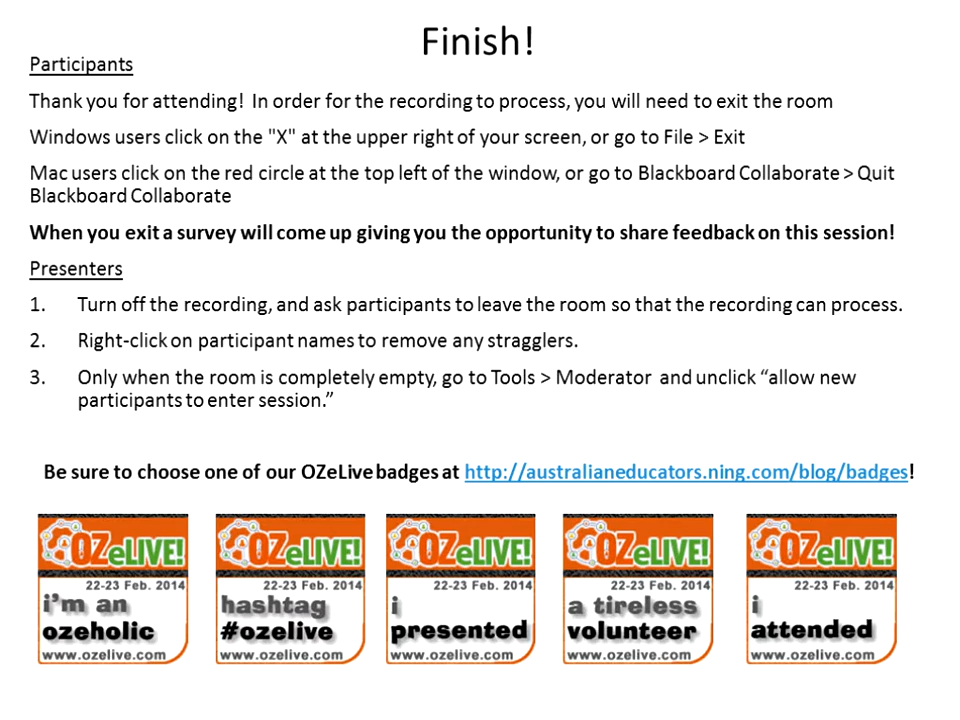 Finish!
Participants
Thank you for attending! In order for the recording to process, you will need to exit the room
Windows users click on the "X" at the upper right of your screen, or go to File > Exit
Mac users click on the red circle at the top left of the window, or go to Blackboard Collaborate > Quit
Blackboard Collaborate
When you exit a survey will come up giving you the opportunity to share feedback on this session!
Presenters
1. Turn off the recording, and ask participants to leave the room so that the recording can process.
2. Right-click on participant names to remove any stragglers.
3. Only when the room is completely empty, go to Tools > Moderator and unclick “allow new
participants to enter session.”
Be sure to choose one of our OZeLive badges at http://australianeducators.ning.com/blog/badges!
OZeLIVE!
22-23 Feb. 2014
i'm an
ozeholic
www.ozelive.com
OZeLIVE!
22-23 Feb. 2014
hashtag
#ozelive
www.ozelive.com
OZeLIVE!
22-23 Feb. 2014
i
presented
www.ozelive.com
OZeLIVE!
22-23 Feb. 2014
a tireless
volunteer
www.ozelive.com
OZeLIVE!
22-23 Feb. 2014
i
attended
www.ozelive.com